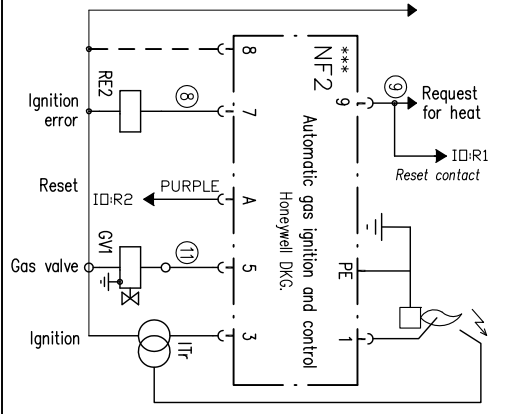 8
***
NF2
RE2
8
7
9
9
Request
for heat
Ignition
error
IO:R1
Reset contact
Automatic gas ignition and control
Honeywell DKG.
Reset
IO:R2
PURPLE
A
GV1
11
Gas valve
5
PE
Ignition
ITr
3
1